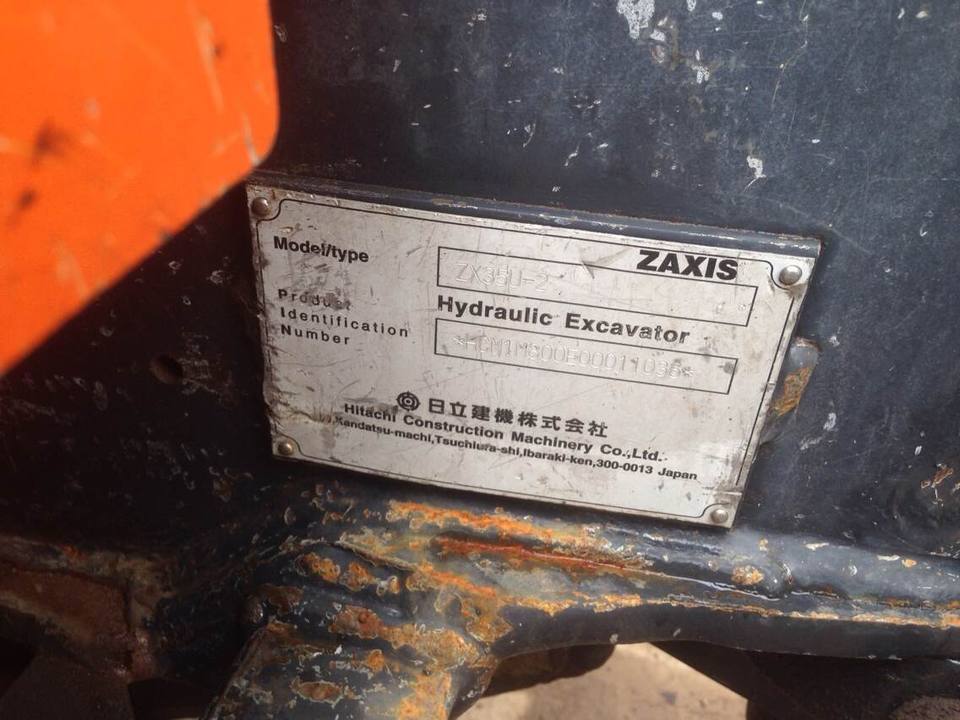 ZAXIS
Model/type
ZX35U-2
Hydraulic Excavator
Product
Identification
Number
日立建機株式会社
Hitachi Construction Machinery Co.,Ltd.
Kandatsu-machi,Tsuchiura-shi,Ibaraki-ken,300-0013 Japan